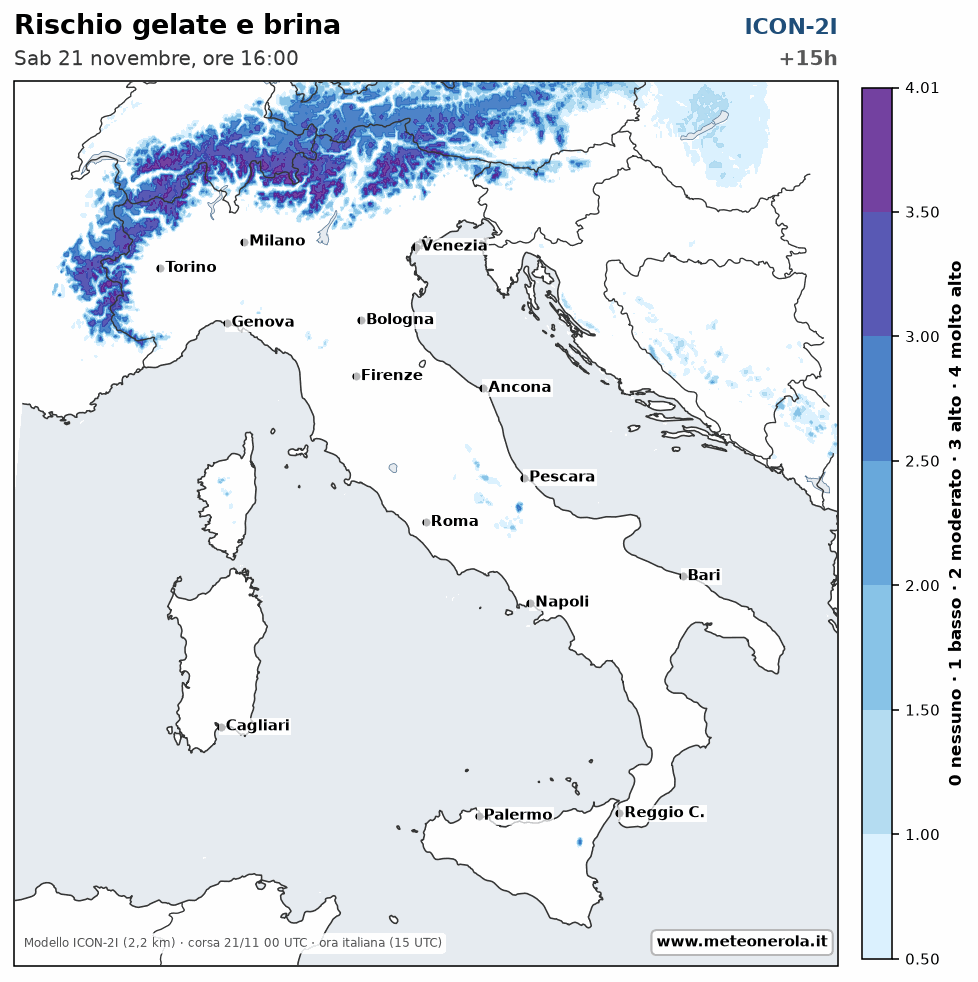 Rischio gelate e brina
ICON-2I
Sab 21 novembre, ore 16:00
+15h
4.01
3.50
3.00
2.50
2.00
1.50
1.00
0.50
0 nessuno · 1 basso · 2 moderato · 3 alto · 4 molto alto
Milano
Venezia
Torino
Genova
Bologna
Firenze
Ancona
Pescara
Roma
Bari
Napoli
Cagliari
Palermo
Reggio C.
Modello ICON-2I (2,2 km) · corsa 21/11 00 UTC · ora italiana (15 UTC)
www.meteonerola.it